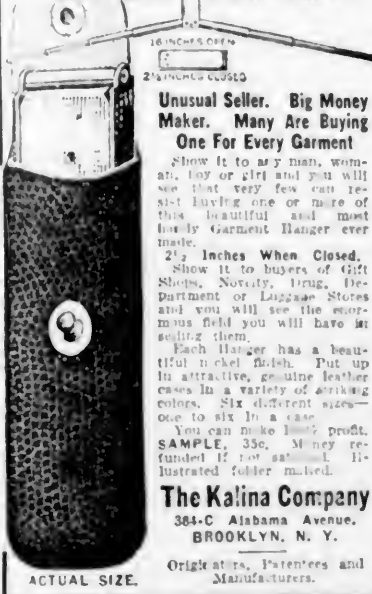 16 INCHES OPEN
2½ INCHES CLOSED
Unusual Seller. Big Money
Maker. Many Are Buying
One For Every Garment
Show it to any man, wom-
an, boy or girl and you will
see that very few can re-
sist buying one or more of
this beautiful and most
handy Garment Hanger ever
made.
2½ Inches When Closed.
Show it to buyers of Gift
Shops, Novelty, Drug, De-
partment or Luggage Stores
and you will see the enor-
mous field you will have in
selling them.
Each Hanger has a beau-
tiful nickel finish. Put up
in attractive, genuine leather
cases in a variety of striking
colors. Six different sizes—
one to six in a case.
You can make profit.
SAMPLE, 35c. Money re-
funded if not satisfied. Il-
lustrated folder mailed.
The Kalina Company
384-C Alabama Avenue,
BROOKLYN, N. Y.
Originators, Patentees and
Manufacturers.
ACTUAL SIZE.